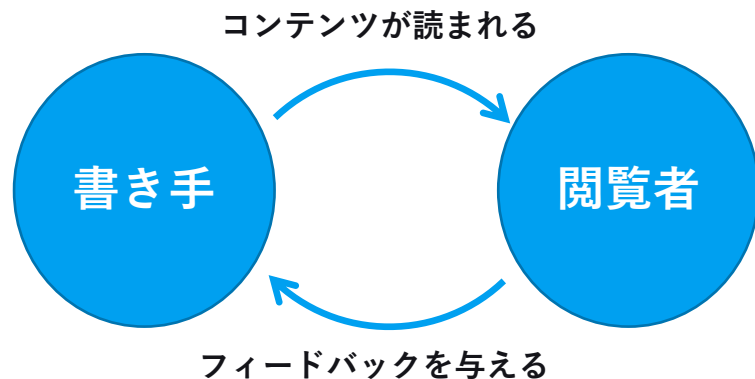 コンテンツが読まれる
書き手
閲覧者
フィードバックを与える